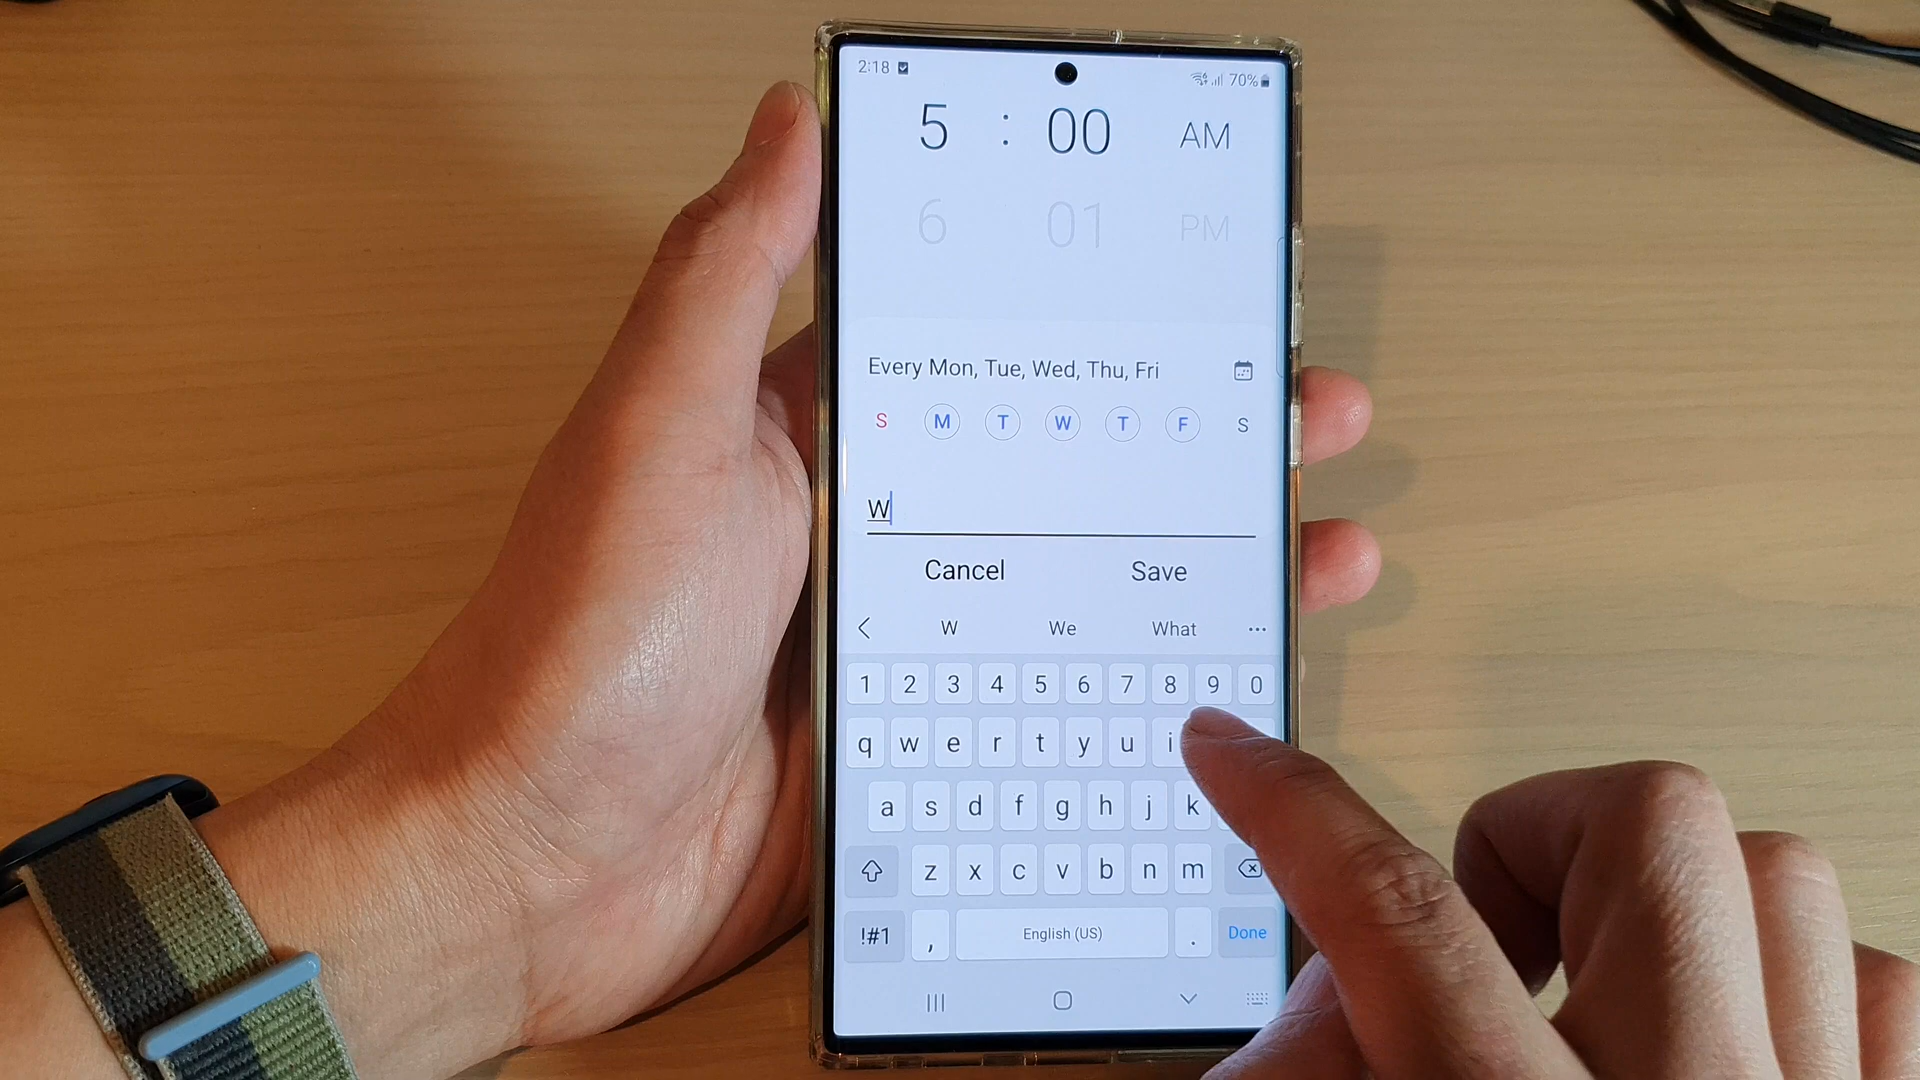 2:18 70%
5 : 00 AM
6 01 PM
Every Mon, Tue, Wed, Thu, Fri
S M T W T F S
W
Cancel Save
W We What ...
1 2 3 4 5 6 7 8 9 0
q w e r t y u i
a s d f g h j k
z x c v b n m
!#1 , English (US) . Done